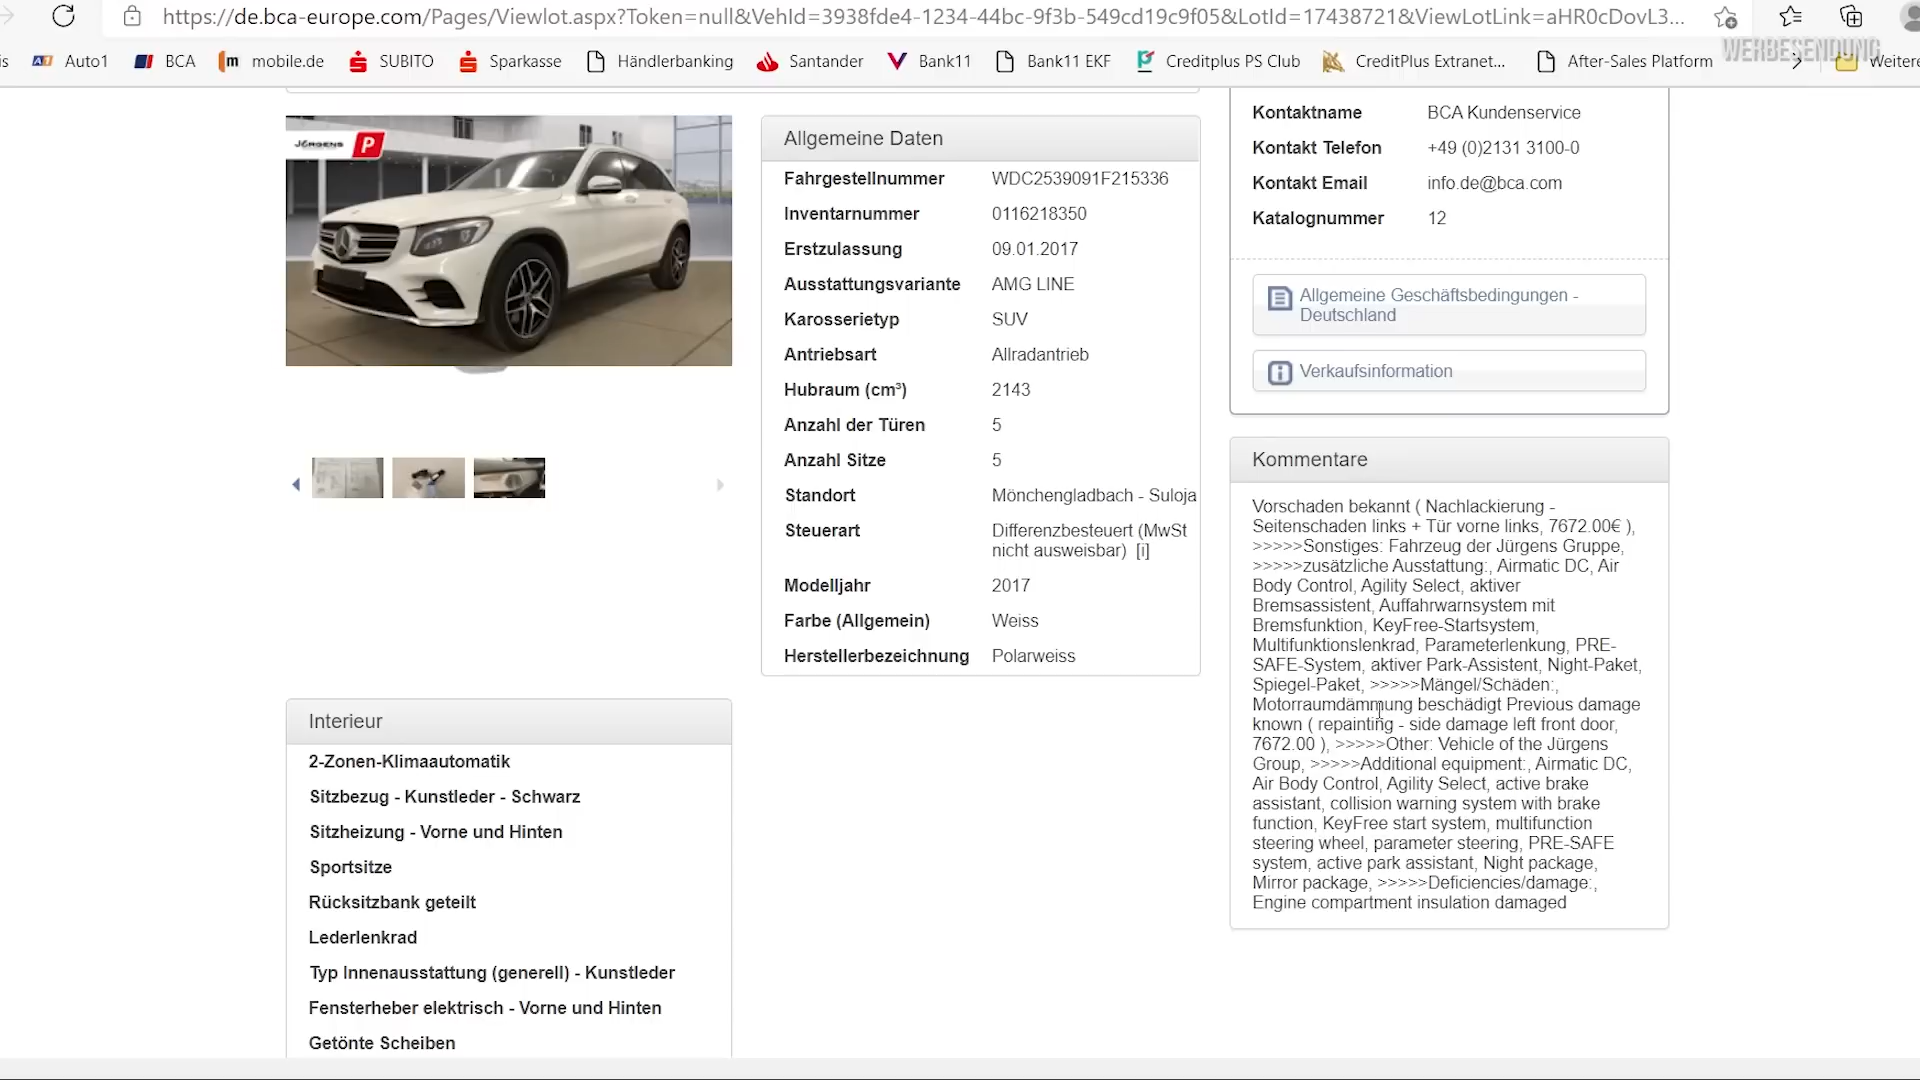 https://de.bca-europe.com/Pages/Viewlot.aspx?Token=null&VehId=3938fde4-1234-44bc-9f3b-549cd19c9f05&LotId=17438721&ViewLotLink=aHR0cDovL3...
WERBESENDUNG
is Auto1 BCA mobile.de SUBITO Sparkasse Händlerbanking Santander Bank11 Bank11 EKF Creditplus PS Club CreditPlus Extranet... After-Sales Platform Weitere
JÜRGENS P
Allgemeine Daten
Fahrgestellnummer WDC2539091F215336
Inventarnummer 0116218350
Erstzulassung 09.01.2017
Ausstattungsvariante AMG LINE
Karosserietyp SUV
Antriebsart Allradantrieb
Hubraum (cm³) 2143
Anzahl der Türen 5
Anzahl Sitze 5
Standort Mönchengladbach - Suloja
Steuerart Differenzbesteuert (MwSt
nicht ausweisbar) [i]
Modelljahr 2017
Farbe (Allgemein) Weiss
Herstellerbezeichnung Polarweiss
Interieur
2-Zonen-Klimaautomatik
Sitzbezug - Kunstleder - Schwarz
Sitzheizung - Vorne und Hinten
Sportsitze
Rücksitzbank geteilt
Lederlenkrad
Typ Innenausstattung (generell) - Kunstleder
Fensterheber elektrisch - Vorne und Hinten
Getönte Scheiben
Kontaktname BCA Kundenservice
Kontakt Telefon +49 (0)2131 3100-0
Kontakt Email info.de@bca.com
Katalognummer 12
Allgemeine Geschäftsbedingungen -
Deutschland
Verkaufsinformation
Kommentare
Vorschaden bekannt ( Nachlackierung -
Seitenschaden links + Tür vorne links, 7672.00€ ),
>>>>>Sonstiges: Fahrzeug der Jürgens Gruppe,
>>>>>zusätzliche Ausstattung:, Airmatic DC, Air
Body Control, Agility Select, aktiver
Bremsassistent, Auffahrwarnsystem mit
Bremsfunktion, KeyFree-Startsystem,
Multifunktionslenkrad, Parameterlenkung, PRE-
SAFE-System, aktiver Park-Assistent, Night-Paket,
Spiegel-Paket, >>>>>Mängel/Schäden:,
Motorraumdämmung beschädigt Previous damage
known ( repainting - side damage left front door,
7672.00 ), >>>>>Other: Vehicle of the Jürgens
Group, >>>>>Additional equipment:, Airmatic DC,
Air Body Control, Agility Select, active brake
assistant, collision warning system with brake
function, KeyFree start system, multifunction
steering wheel, parameter steering, PRE-SAFE
system, active park assistant, Night package,
Mirror package, >>>>>Deficiencies/damage:,
Engine compartment insulation damaged